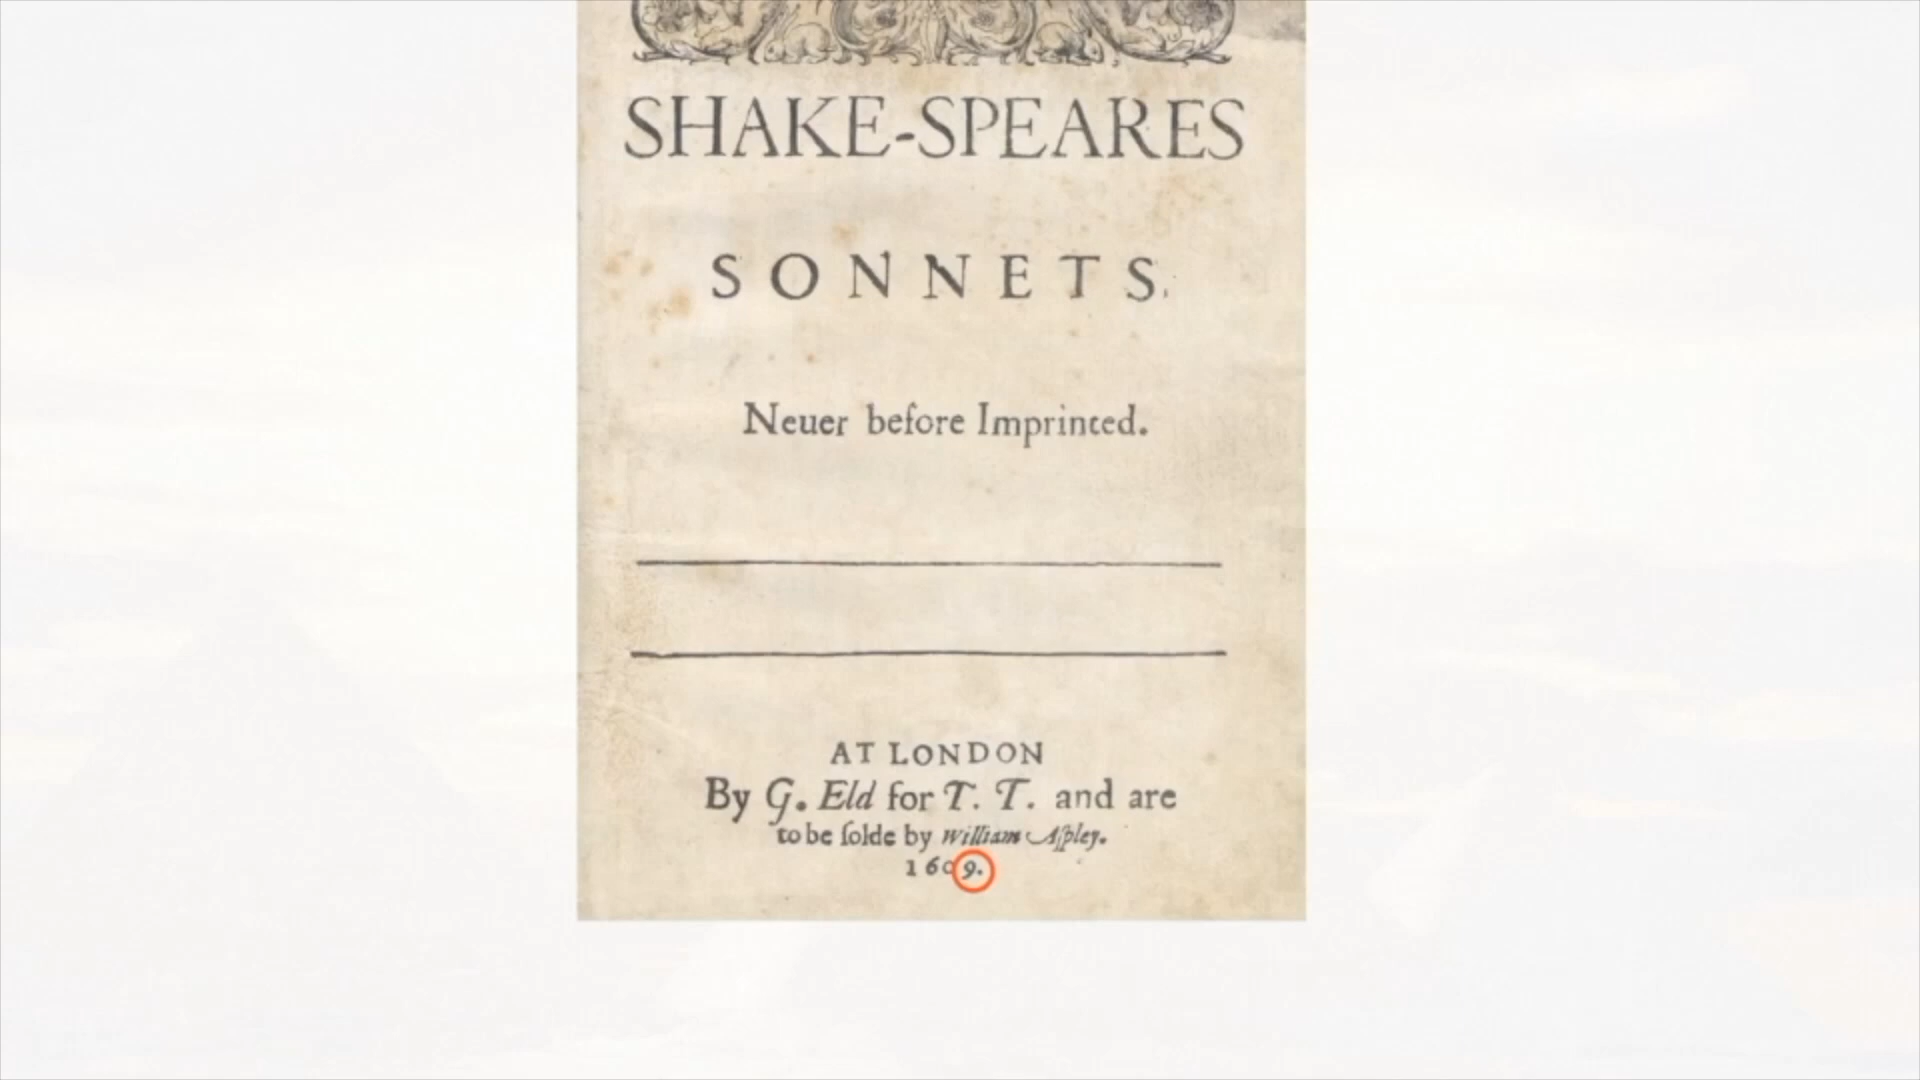 SHAKE-SPEARES
SONNETS.
Neuer before Imprinted.
AT LONDON
By G. Eld for T. T. and are
to be ſolde by William Aſpley.
1609.